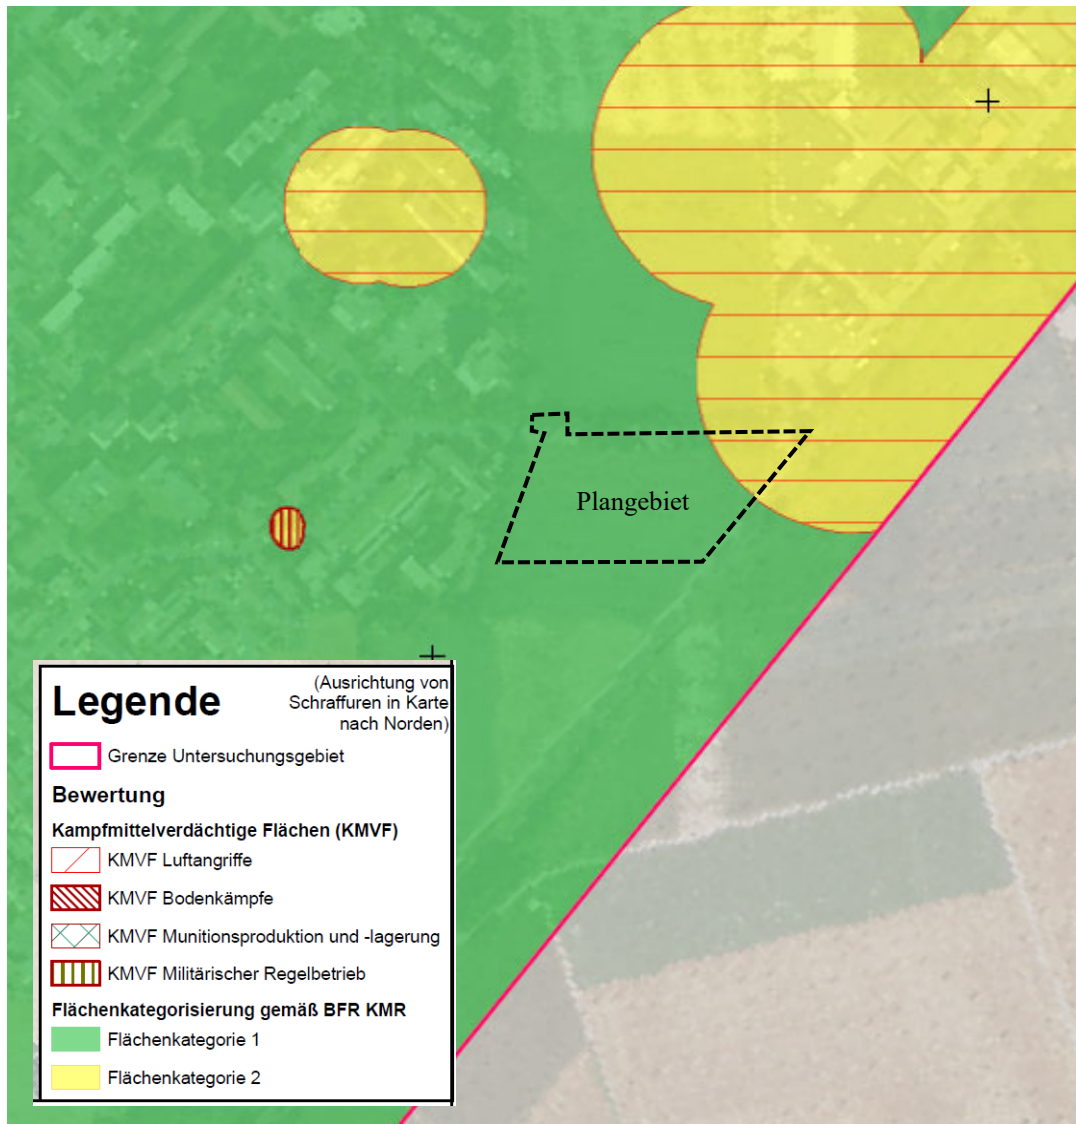 Plangebiet
Legende
(Ausrichtung von
Schraffuren in Karte
nach Norden)
Grenze Untersuchungsgebiet
Bewertung
Kampfmittelverdächtige Flächen (KMVF)
KMVF Luftangriffe
KMVF Bodenkämpfe
KMVF Munitionsproduktion und -lagerung
KMVF Militärischer Regelbetrieb
Flächenkategorisierung gemäß BFR KMR
Flächenkategorie 1
Flächenkategorie 2